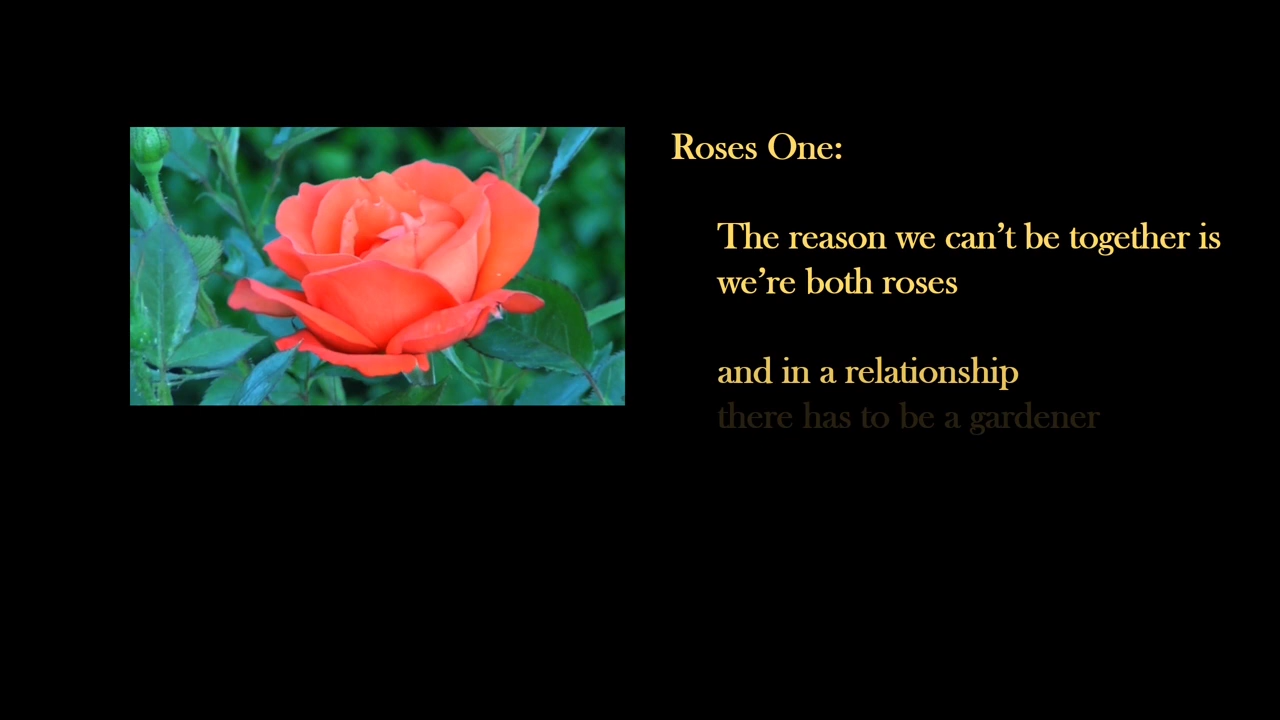 Roses One:
The reason we can’t be together is
we’re both roses
and in a relationship
there has to be a gardener